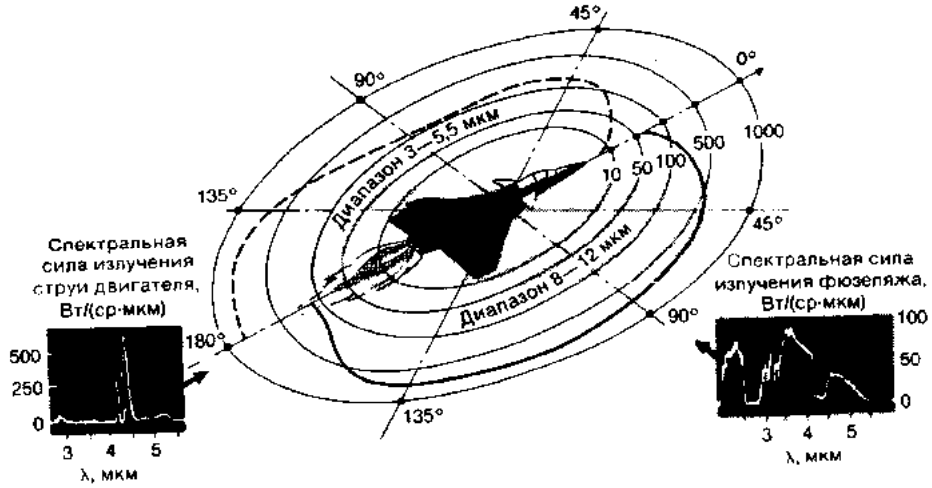 45°
0°
90°
Диапазон 3—5,5 мкм
10 50 100 500 1000
135°
45°
Спектральная
сила излучения
струи двигателя,
Вт/(ср·мкм)
Диапазон 8—12 мкм
Спектральная сила
излучения фюзеляжа,
Вт/(ср·мкм)
180°
90°
135°
500
250
0
3 4 5
λ, мкм
100
50
0
3 4 5
λ, мкм